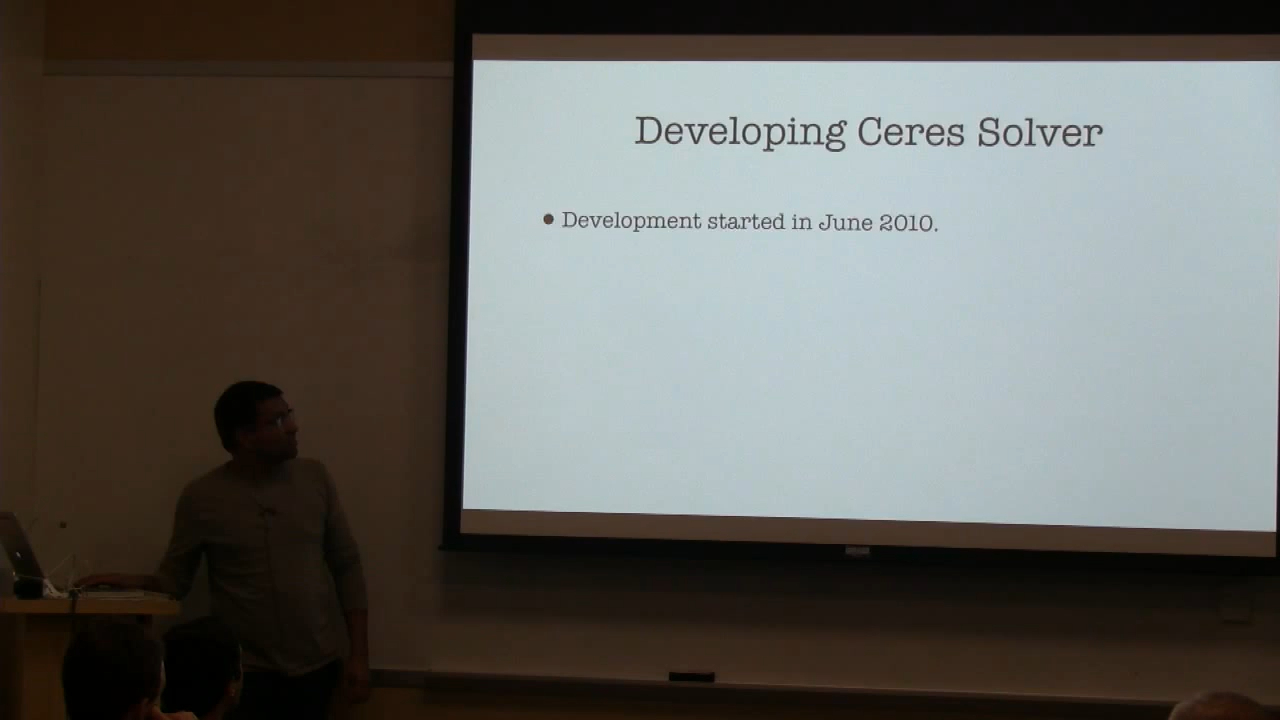 Developing Ceres Solver
• Development started in June 2010.